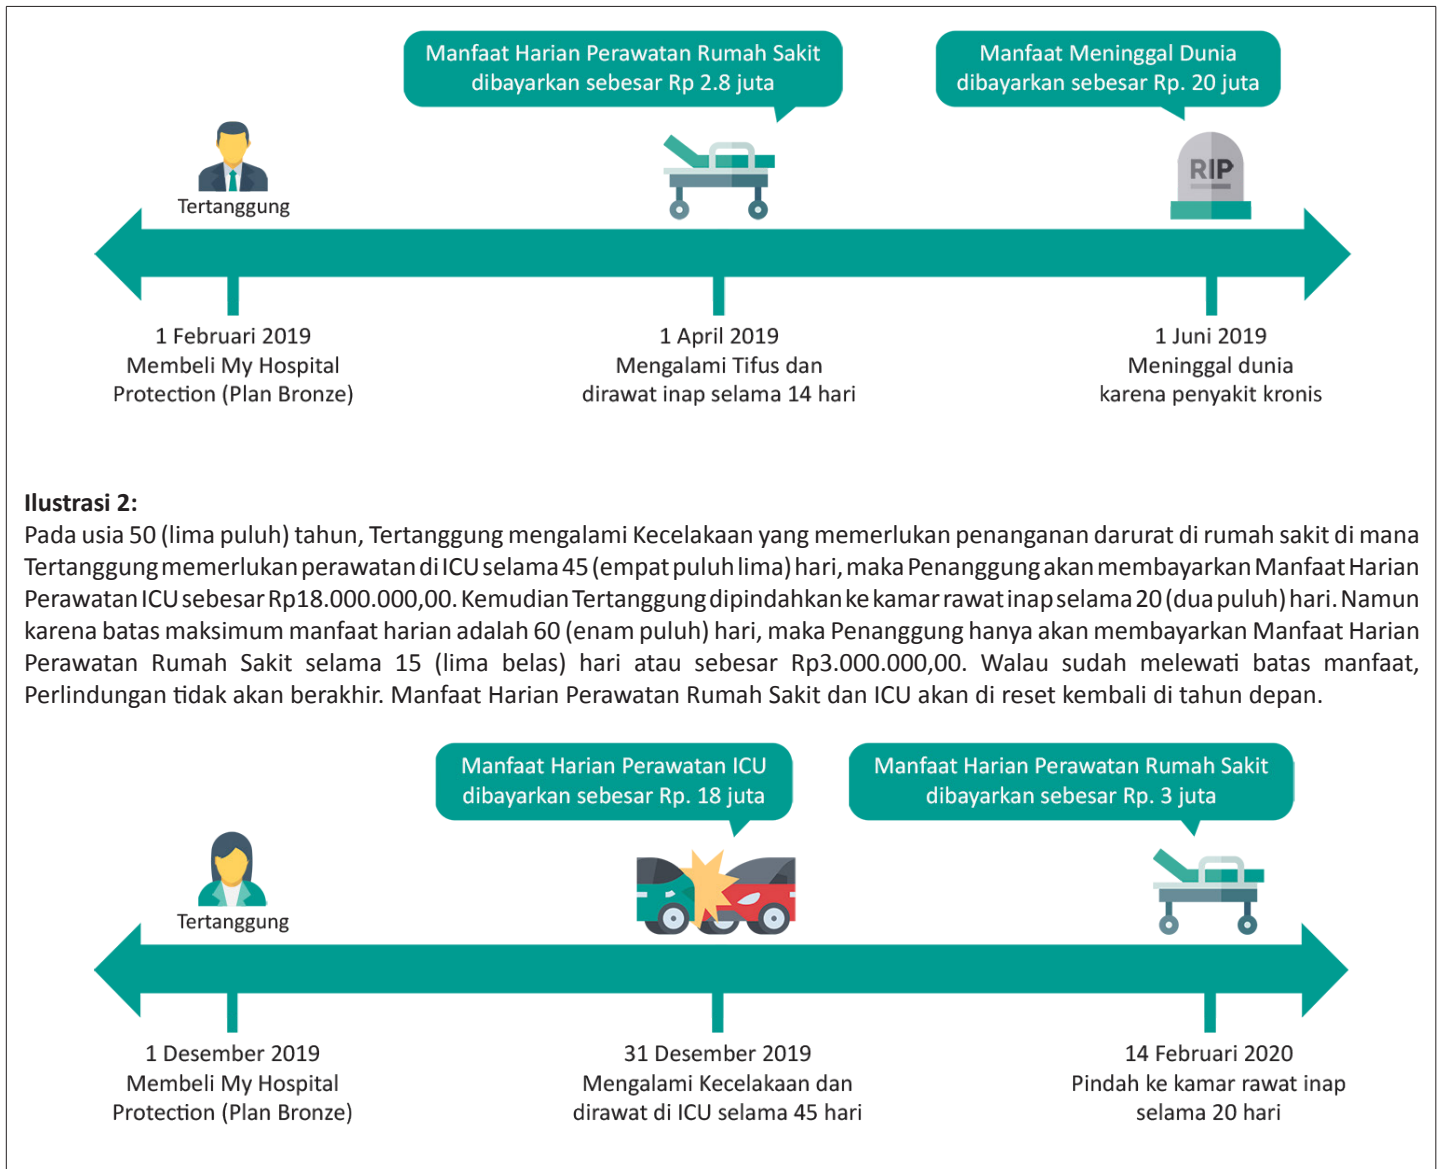 Manfaat Harian Perawatan Rumah Sakit
dibayarkan sebesar Rp 2.8 juta
Manfaat Meninggal Dunia
dibayarkan sebesar Rp. 20 juta
RIP
Tertanggung
1 Februari 2019
Membeli My Hospital
Protection (Plan Bronze)
1 April 2019
Mengalami Tifus dan
dirawat inap selama 14 hari
1 Juni 2019
Meninggal dunia
karena penyakit kronis
Ilustrasi 2:
Pada usia 50 (lima puluh) tahun, Tertanggung mengalami Kecelakaan yang memerlukan penanganan darurat di rumah sakit di mana
Tertanggung memerlukan perawatan di ICU selama 45 (empat puluh lima) hari, maka Penanggung akan membayarkan Manfaat Harian
Perawatan ICU sebesar Rp18.000.000,00. Kemudian Tertanggung dipindahkan ke kamar rawat inap selama 20 (dua puluh) hari. Namun
karena batas maksimum manfaat harian adalah 60 (enam puluh) hari, maka Penanggung hanya akan membayarkan Manfaat Harian
Perawatan Rumah Sakit selama 15 (lima belas) hari atau sebesar Rp3.000.000,00. Walau sudah melewati batas manfaat,
Perlindungan tidak akan berakhir. Manfaat Harian Perawatan Rumah Sakit dan ICU akan di reset kembali di tahun depan.
Manfaat Harian Perawatan ICU
dibayarkan sebesar Rp. 18 juta
Manfaat Harian Perawatan Rumah Sakit
dibayarkan sebesar Rp. 3 juta
Tertanggung
1 Desember 2019
Membeli My Hospital
Protection (Plan Bronze)
31 Desember 2019
Mengalami Kecelakaan dan
dirawat di ICU selama 45 hari
14 Februari 2020
Pindah ke kamar rawat inap
selama 20 hari